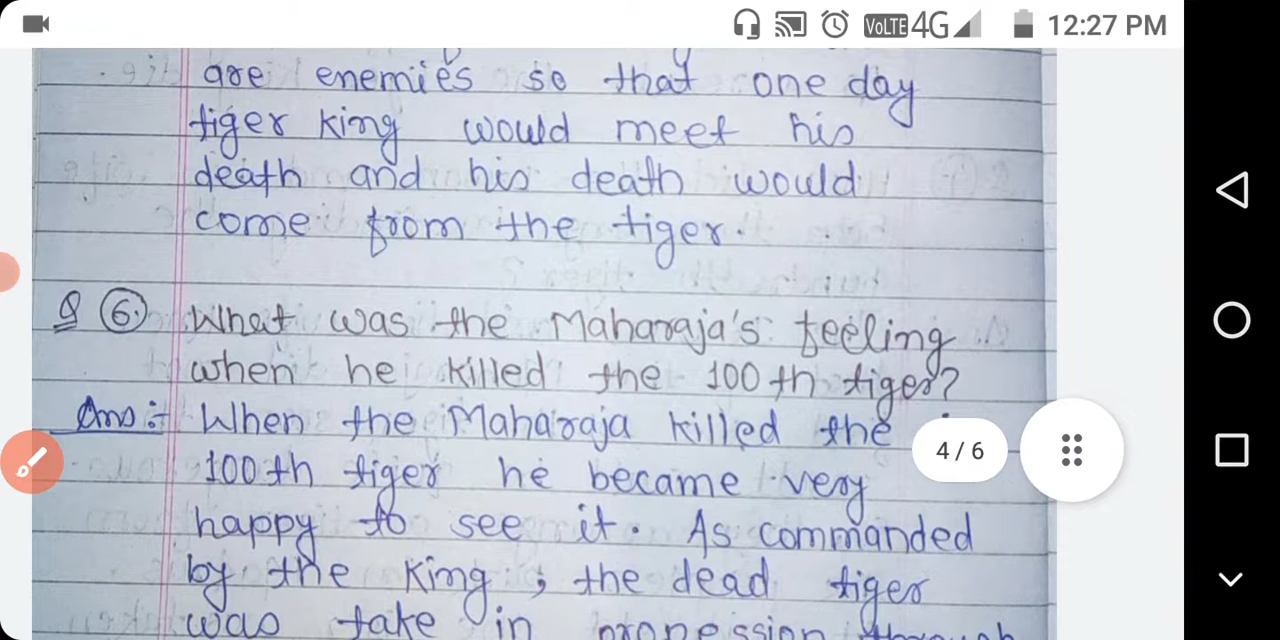 VoLTE 4G 12:27 PM
are enemies so that one day
tiger king would meet his
death and his death would
come from the tiger.
Q 6. What was the Maharaja's feeling
when he killed the 100th tiger?
Ans:- When the Maharaja killed the
4 / 6
100th tiger he became very
happy to see it. As commanded
by the king, the dead tiger
was take in